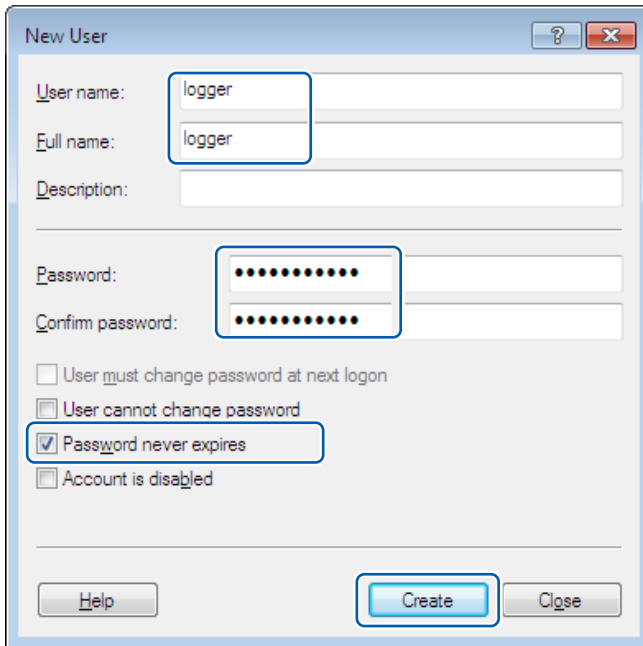 New User
?
User name: logger
Full name: logger
Description:
Password: •••••••••••
Confirm password: •••••••••••
User must change password at next logon
User cannot change password
Password never expires
Account is disabled
Help Create Close